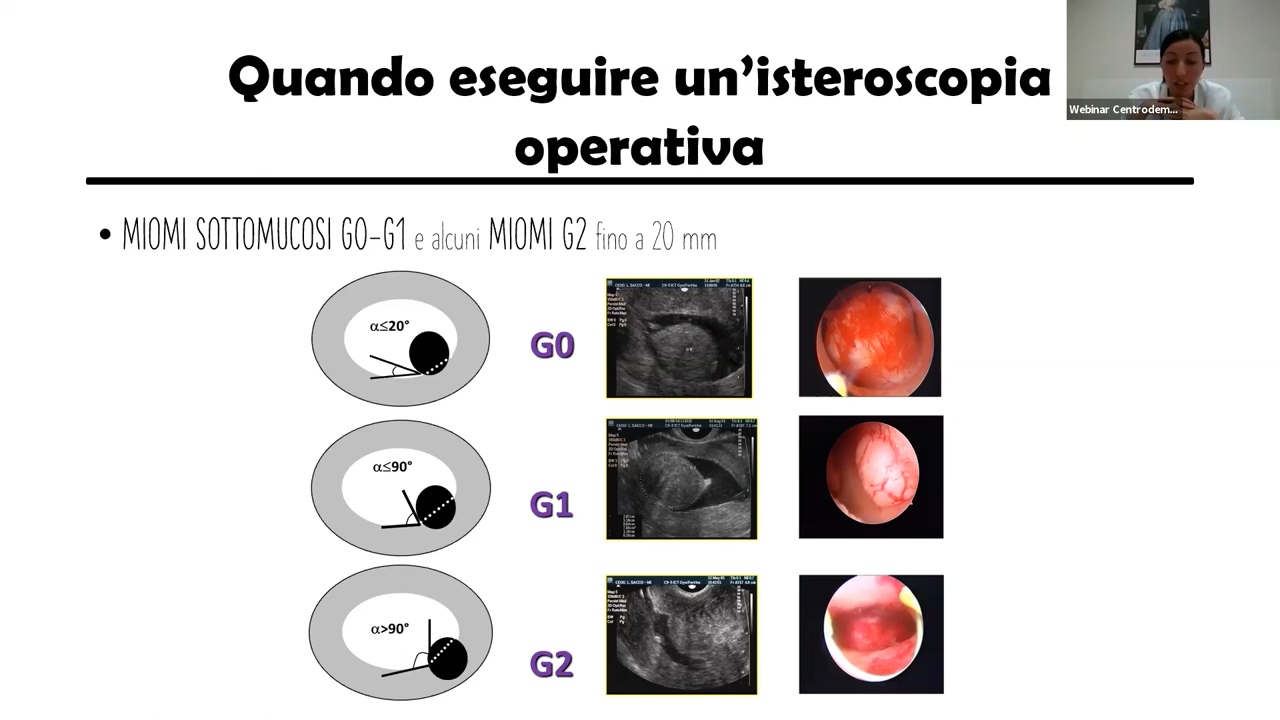 Quando eseguire un’isteroscopia
operativa
Webinar Centrodem...
• MIOMI SOTTOMUCOSI G0-G1 e alcuni MIOMI G2 fino a 20 mm
α≤20°
G0
α≤90°
G1
α>90°
G2